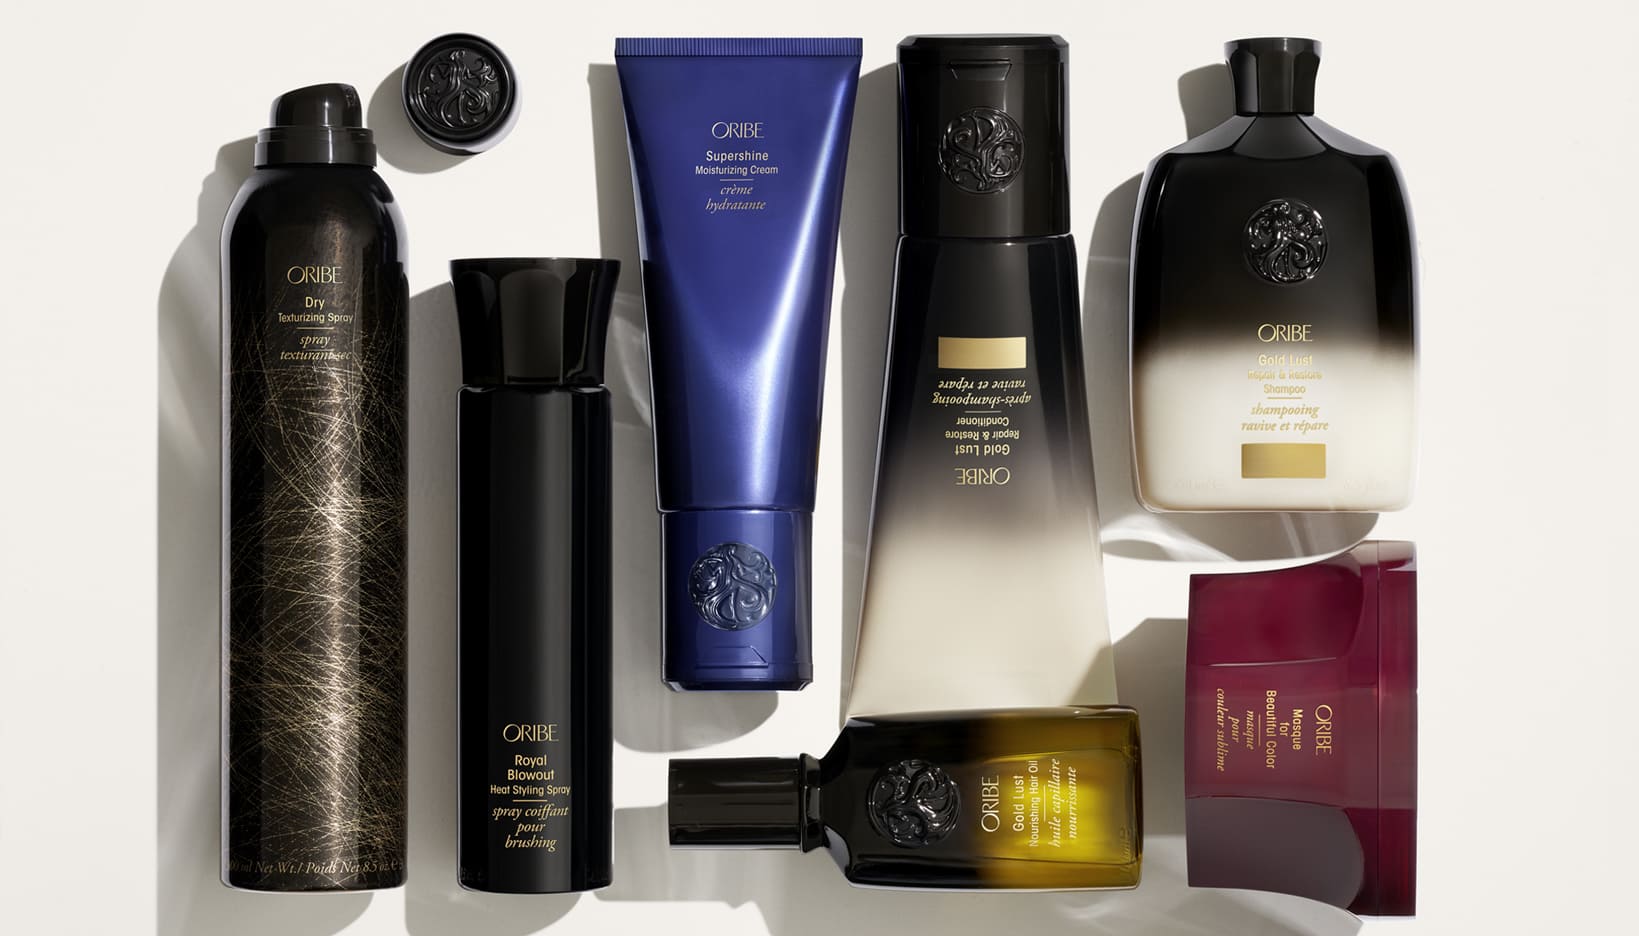 ORIBE
Dry
Texturizing Spray
spray
texturant sec
Net Wt./ Poids Net 8.5 oz.
ORIBE
Royal
Blowout
Heat Styling Spray
spray coiffant
pour
brushing
ORIBE
Supershine
Moisturizing Cream
crème
hydratante
ORIBE
Gold Lust
Repair & Restore
Conditioner
après-shampooing
ravive et répare
ORIBE
Gold Lust
Repair & Restore
Shampoo
shampooing
ravive et répare
ORIBE
Gold Lust
Nourishing Hair Oil
huile capillaire
nourrissante
ORIBE
Masque
for
Beautiful Color
masque
pour
couleur sublime